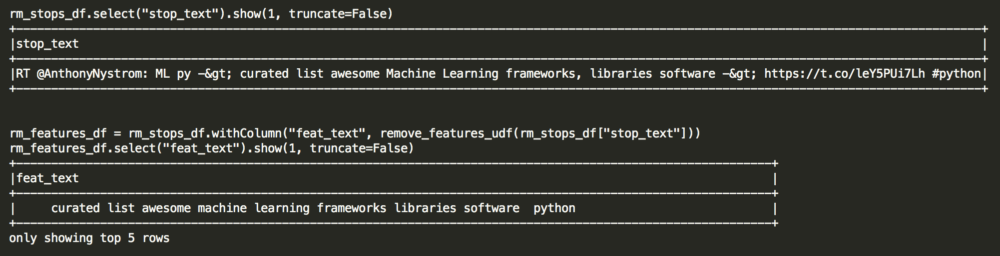 rm_stops_df.select("stop_text").show(1, truncate=False)
+------------------------------------------------------------------------------------------------------------------------------------------+
|stop_text                                                                                                                                 |
+------------------------------------------------------------------------------------------------------------------------------------------+
|RT @AnthonyNystrom: ML py -&gt; curated list awesome Machine Learning frameworks, libraries software -&gt; https://t.co/leY5PUi7Lh #python|
+------------------------------------------------------------------------------------------------------------------------------------------+
rm_features_df = rm_stops_df.withColumn("feat_text", remove_features_udf(rm_stops_df["stop_text"]))
rm_features_df.select("feat_text").show(1, truncate=False)
+------------------------------------------------------------------------------------------------------------+
|feat_text                                                                                                   |
+------------------------------------------------------------------------------------------------------------+
|     curated list awesome machine learning frameworks libraries software  python                            |
+------------------------------------------------------------------------------------------------------------+
only showing top 5 rows